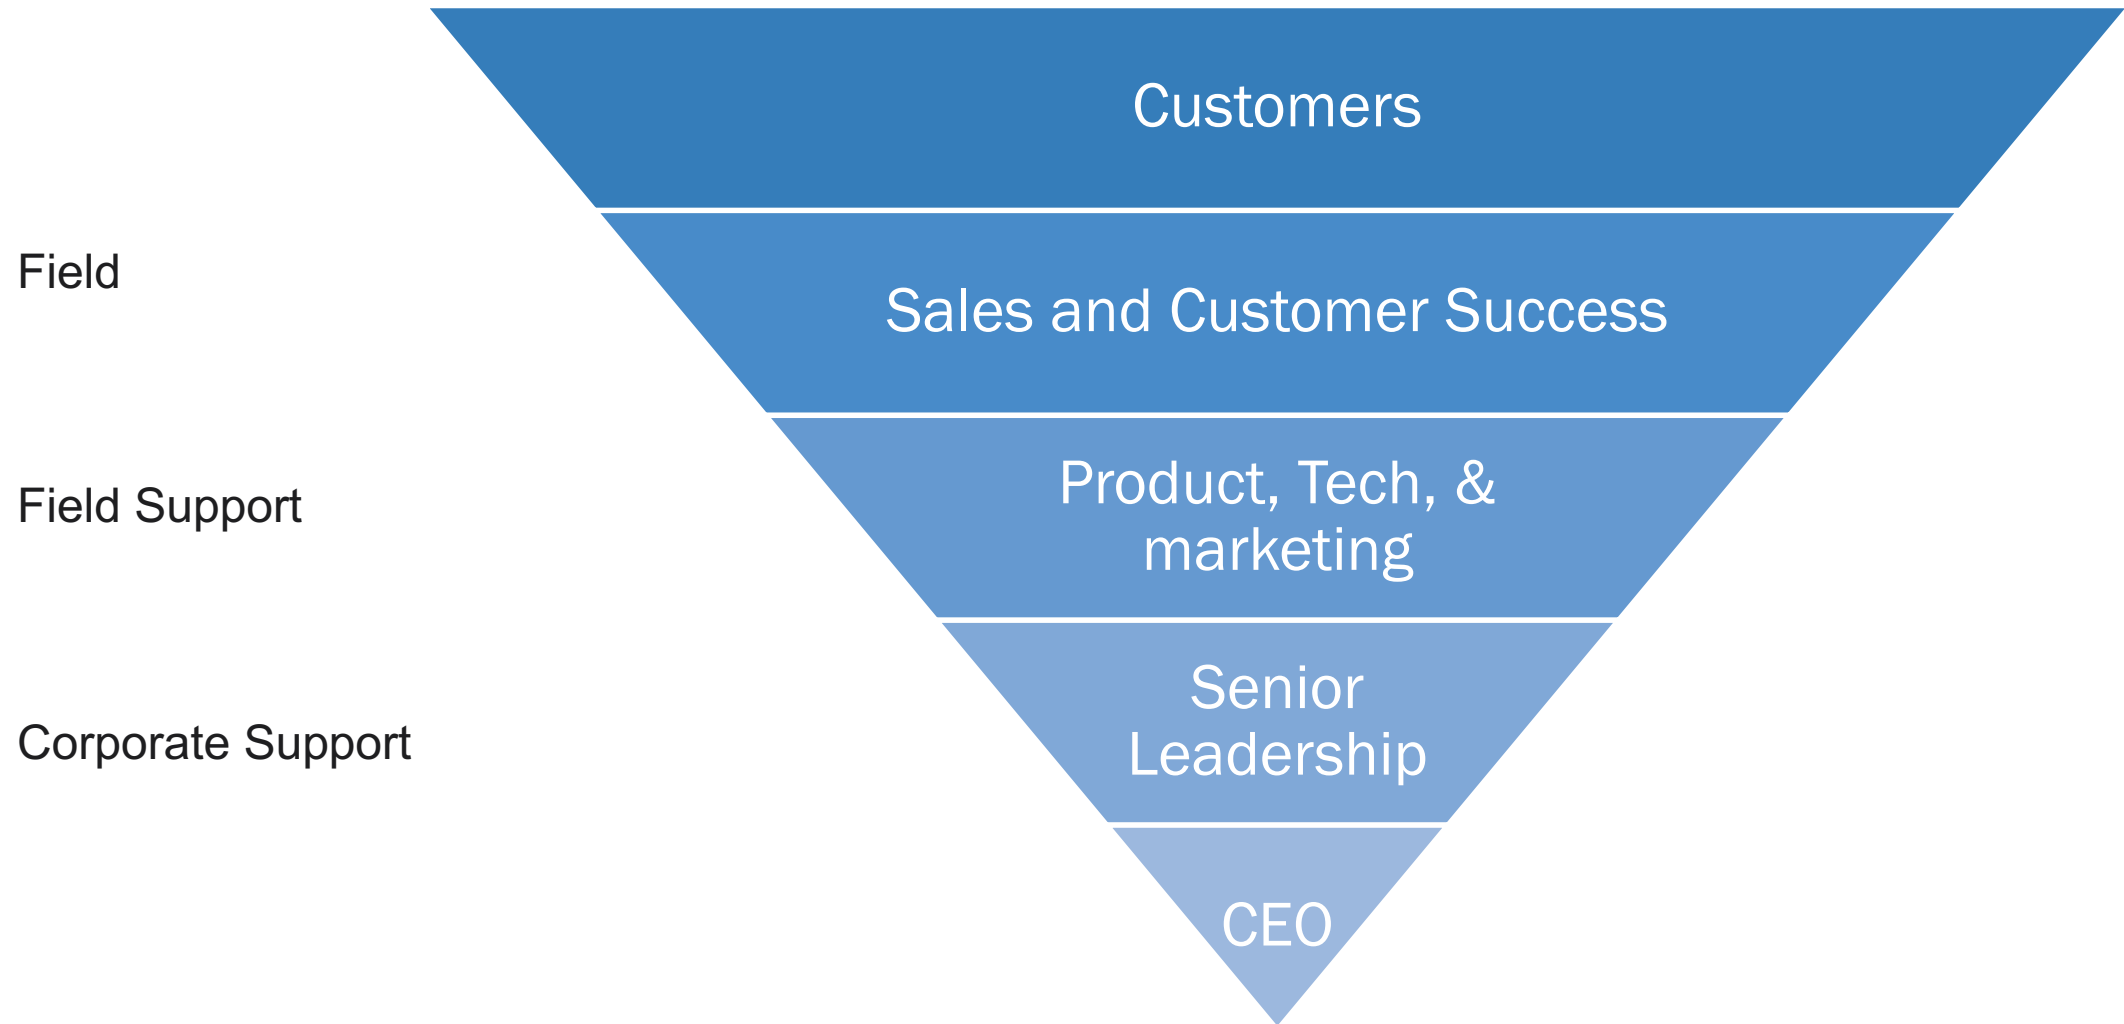 Customers
Field
Sales and Customer Success
Field Support
Product, Tech, &
marketing
Corporate Support
Senior
Leadership
CEO